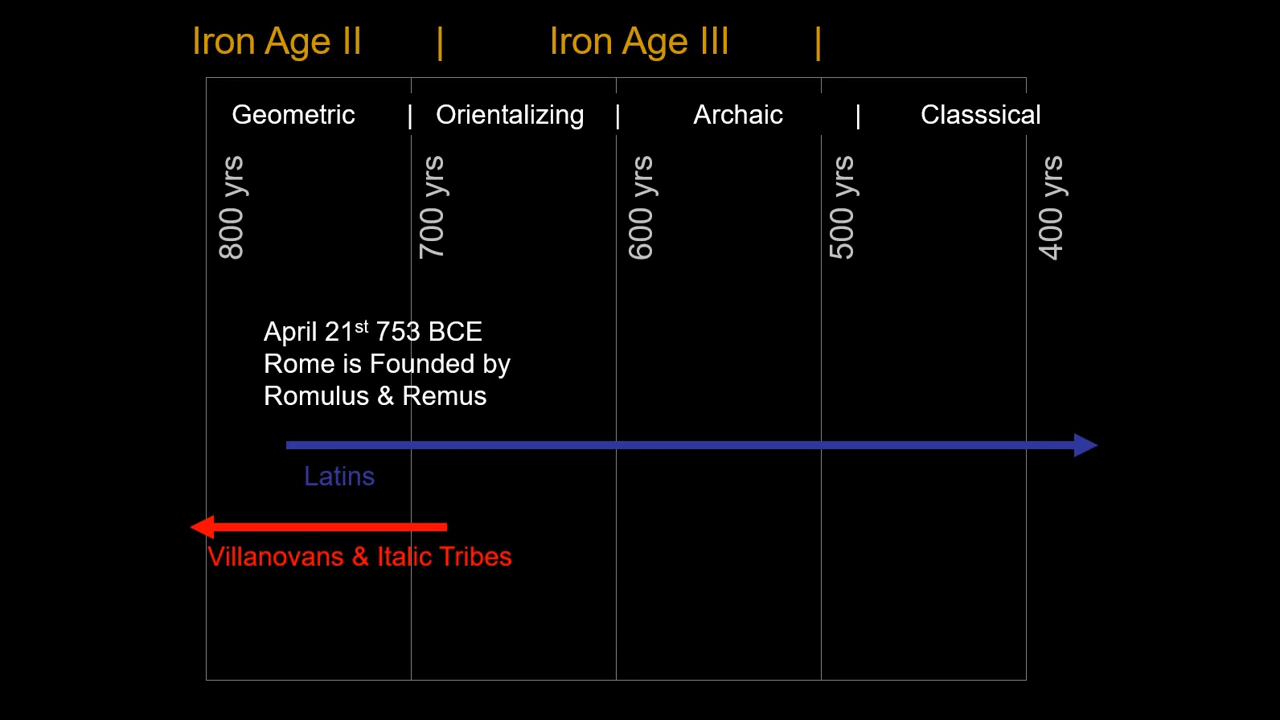 Iron Age II | Iron Age III |
Geometric | Orientalizing | Archaic | Classsical
800 yrs
700 yrs
600 yrs
500 yrs
400 yrs
April 21st 753 BCE
Rome is Founded by
Romulus & Remus
Latins
Villanovans & Italic Tribes